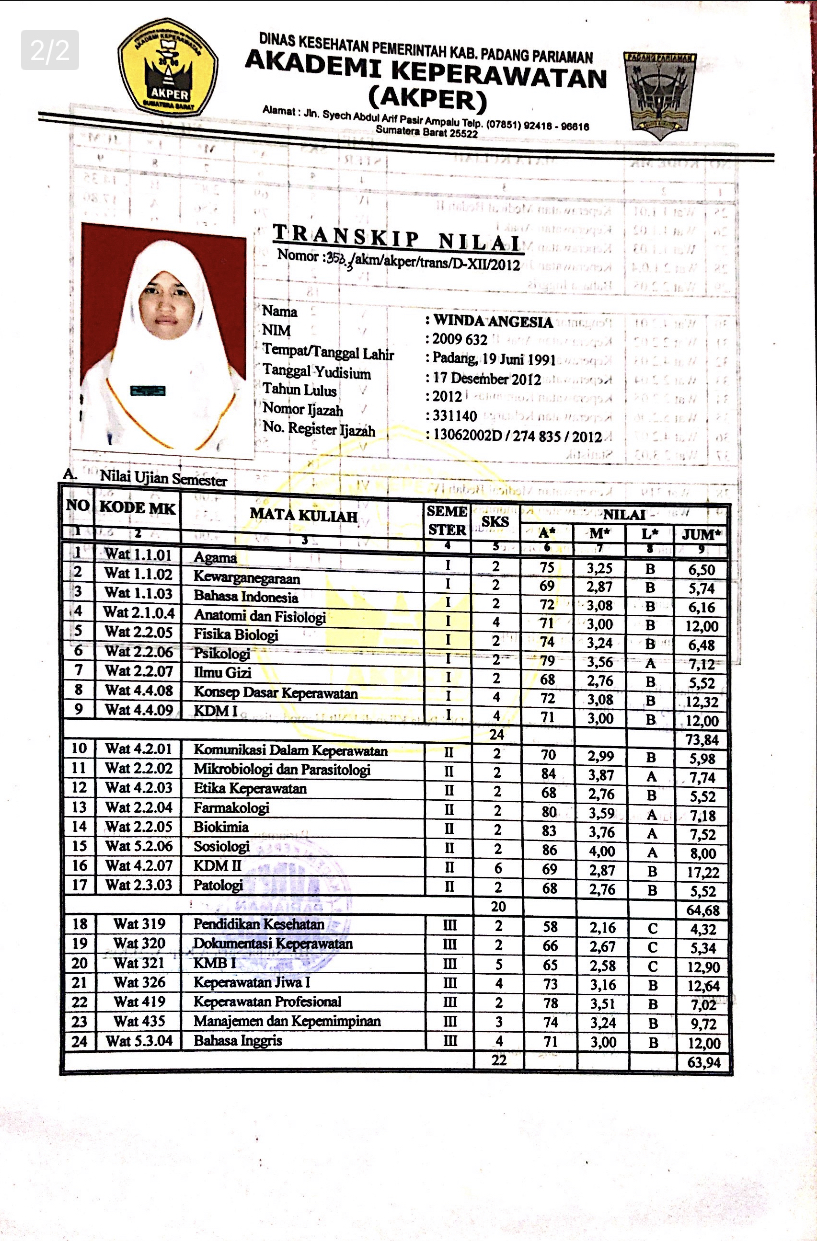 2/2
DINAS KESEHATAN PEMERINTAH KAB. PADANG PARIAMAN
AKADEMI KEPERAWATAN
(AKPER)
Alamat : Jln. Syech Abdul Arif Pasir Ampalu Telp. (07851) 92418 - 96616
Sumatera Barat 25522
AKPER
SUMATERA BARAT
PADANG PARIAMAN
TRANSKIP NILAI
Nomor : /akm/akper/trans/D-XII/2012
Nama : WINDA ANGESIA
NIM : 2009 632
Tempat/Tanggal Lahir : Padang, 19 Juni 1991
Tanggal Yudisium : 17 Desember 2012
Tahun Lulus : 2012
Nomor Ijazah : 331140
No. Register Ijazah : 13062002D / 274 835 / 2012
A. Nilai Ujian Semester
NO KODE MK MATA KULIAH SEME STER SKS NILAI
A* M* L* JUM*
1 2 3 4 5 6 7 8 9
1 Wat 1.1.01 Agama I 2 75 3,25 B 6,50
2 Wat 1.1.02 Kewarganegaraan I 2 69 2,87 B 5,74
3 Wat 1.1.03 Bahasa Indonesia I 2 72 3,08 B 6,16
4 Wat 2.1.0.4 Anatomi dan Fisiologi I 4 71 3,00 B 12,00
5 Wat 2.2.05 Fisika Biologi I 2 74 3,24 B 6,48
6 Wat 2.2.06 Psikologi I 2 79 3,56 A 7,12
7 Wat 2.2.07 Ilmu Gizi I 2 68 2,76 B 5,52
8 Wat 4.4.08 Konsep Dasar Keperawatan I 4 72 3,08 B 12,32
9 Wat 4.4.09 KDM I I 4 71 3,00 B 12,00
24 73,84
10 Wat 4.2.01 Komunikasi Dalam Keperawatan II 2 70 2,99 B 5,98
11 Wat 2.2.02 Mikrobiologi dan Parasitologi II 2 84 3,87 A 7,74
12 Wat 4.2.03 Etika Keperawatan II 2 68 2,76 B 5,52
13 Wat 2.2.04 Farmakologi II 2 80 3,59 A 7,18
14 Wat 2.2.05 Biokimia II 2 83 3,76 A 7,52
15 Wat 5.2.06 Sosiologi II 2 86 4,00 A 8,00
16 Wat 4.2.07 KDM II II 6 69 2,87 B 17,22
17 Wat 2.3.03 Patologi II 2 68 2,76 B 5,52
20 64,68
18 Wat 319 Pendidikan Kesehatan III 2 58 2,16 C 4,32
19 Wat 320 Dokumentasi Keperawatan III 2 66 2,67 C 5,34
20 Wat 321 KMB I III 5 65 2,58 C 12,90
21 Wat 326 Keperawatan Jiwa I III 4 73 3,16 B 12,64
22 Wat 419 Keperawatan Profesional III 2 78 3,51 B 7,02
23 Wat 435 Manajemen dan Kepemimpinan III 3 74 3,24 B 9,72
24 Wat 5.3.04 Bahasa Inggris III 4 71 3,00 B 12,00
22 63,94